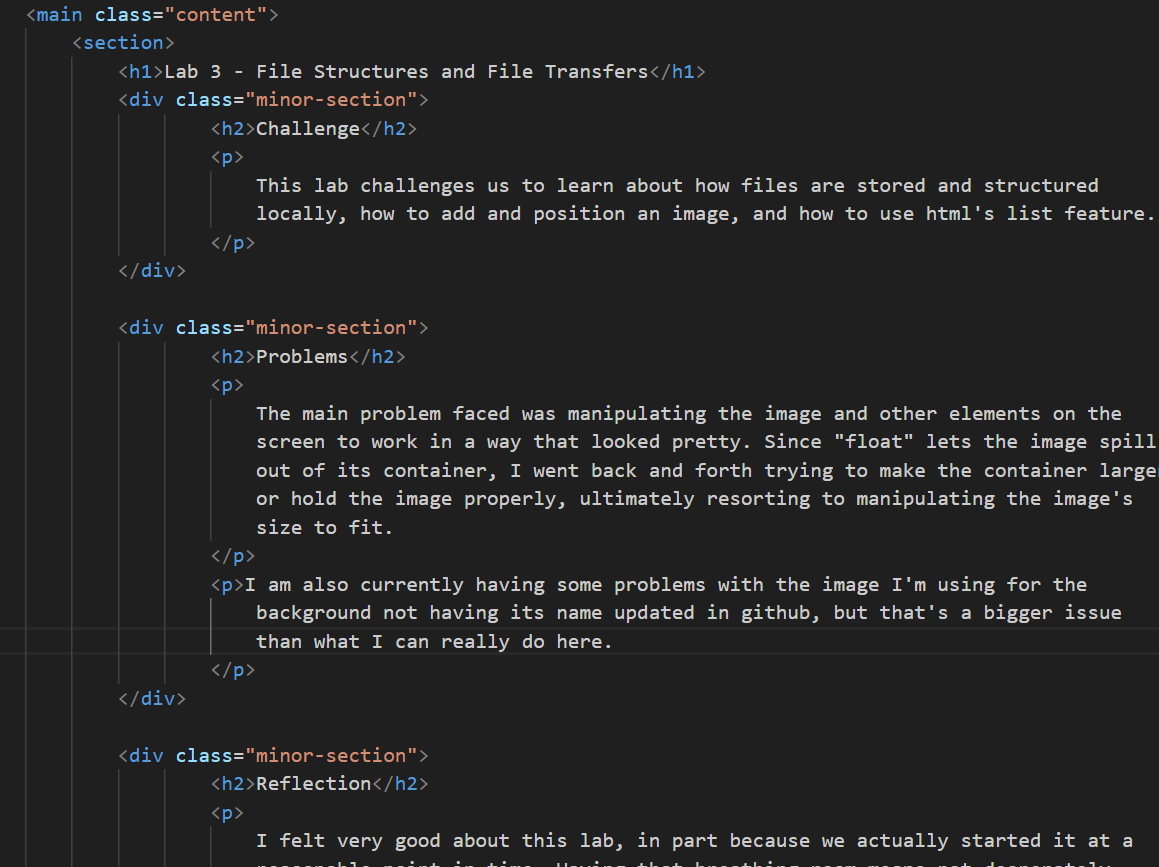 <main class="content">
<section>
<h1>Lab 3 - File Structures and File Transfers</h1>
<div class="minor-section">
<h2>Challenge</h2>
<p>
This lab challenges us to learn about how files are stored and structured
locally, how to add and position an image, and how to use html's list feature.
</p>
</div>
<div class="minor-section">
<h2>Problems</h2>
<p>
The main problem faced was manipulating the image and other elements on the
screen to work in a way that looked pretty. Since "float" lets the image spill
out of its container, I went back and forth trying to make the container large
or hold the image properly, ultimately resorting to manipulating the image's
size to fit.
</p>
<p>I am also currently having some problems with the image I'm using for the
background not having its name updated in github, but that's a bigger issue
than what I can really do here.
</p>
</div>
<div class="minor-section">
<h2>Reflection</h2>
<p>
I felt very good about this lab, in part because we actually started it at a